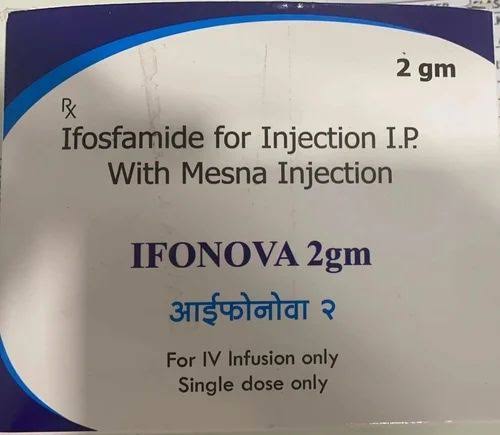 2 gm
Rx
Ifosfamide for Injection I.P.
With Mesna Injection
IFONOVA 2gm
आईफोनोवा २
For IV Infusion only
Single dose only